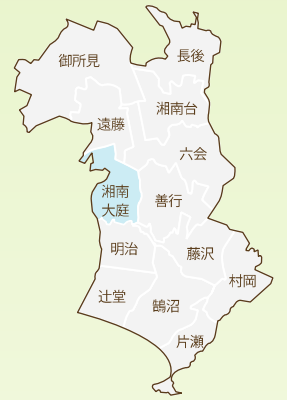 長後
御所見
湘南台
遠藤
六会
湘南
大庭
善行
明治
藤沢
村岡
辻堂
鵠沼
片瀬